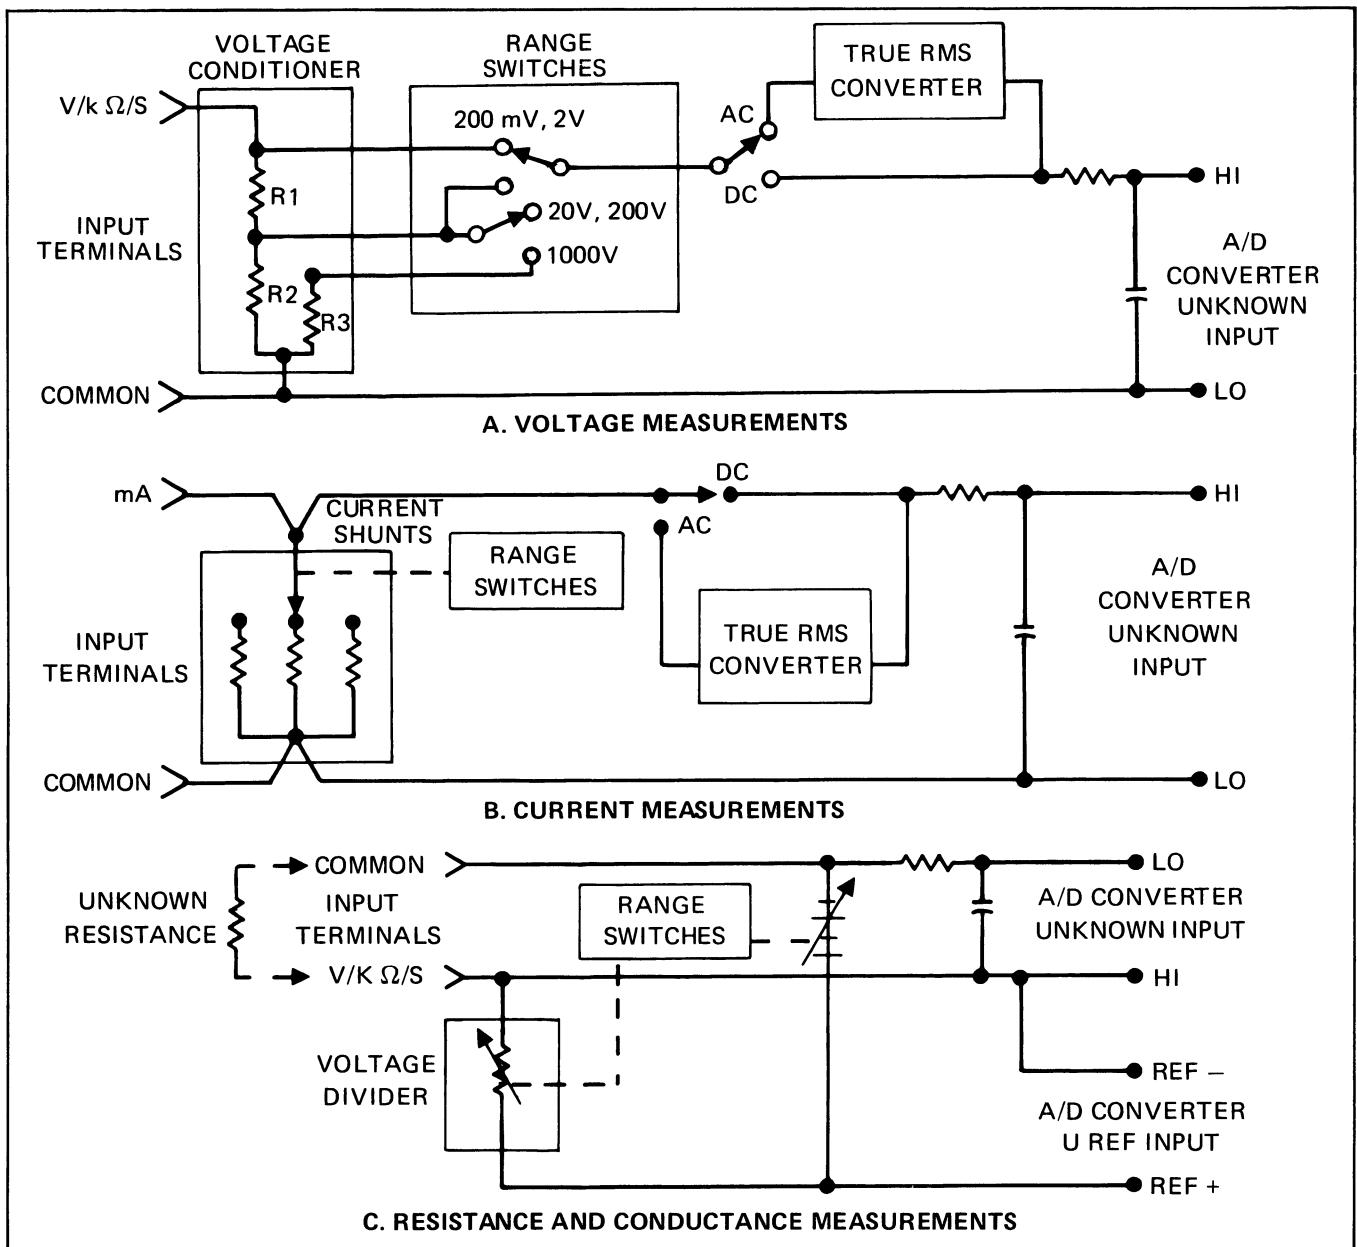 VOLTAGE
CONDITIONER
RANGE
SWITCHES
TRUE RMS
CONVERTER
V/k Ω/S
200 mV, 2V
AC
DC
HI
R1
INPUT
TERMINALS
20V, 200V
1000V
A/D
CONVERTER
UNKNOWN
INPUT
R2
R3
COMMON
LO
A. VOLTAGE MEASUREMENTS
mA
CURRENT
SHUNTS
DC
AC
HI
RANGE
SWITCHES
A/D
CONVERTER
UNKNOWN
INPUT
INPUT
TERMINALS
TRUE RMS
CONVERTER
COMMON
LO
B. CURRENT MEASUREMENTS
COMMON
LO
UNKNOWN
RESISTANCE
INPUT
TERMINALS
RANGE
SWITCHES
A/D CONVERTER
UNKNOWN INPUT
V/K Ω/S
HI
VOLTAGE
DIVIDER
REF –
A/D CONVERTER
U REF INPUT
REF +
C. RESISTANCE AND CONDUCTANCE MEASUREMENTS